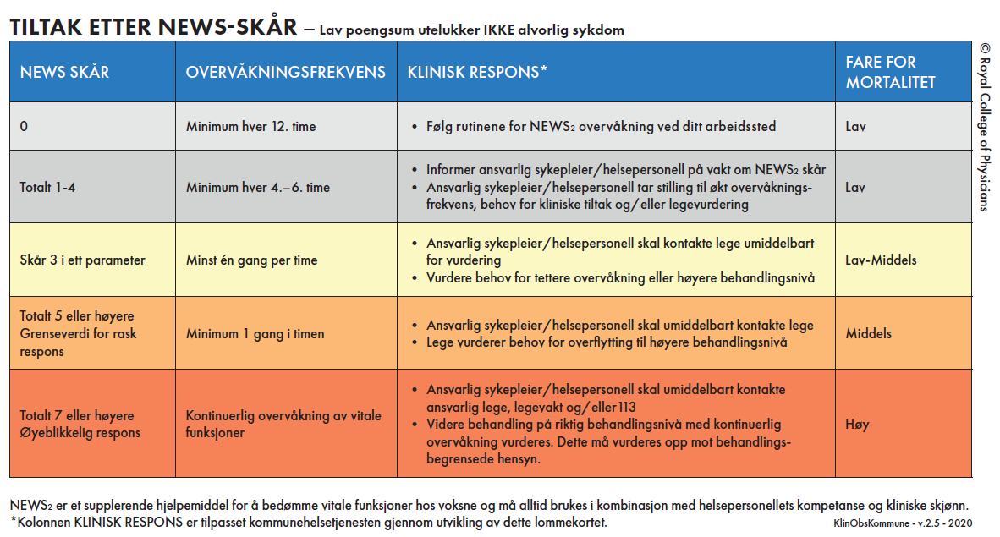 TILTAK ETTER NEWS-SKÅR — Lav poengsum utelukker IKKE alvorlig sykdom
NEWS SKÅR
OVERVÅKNINGSFREKVENS
KLINISK RESPONS*
FARE FOR
MORTALITET
0
Minimum hver 12. time
• Følg rutinene for NEWS2 overvåkning ved ditt arbeidssted
Lav
Totalt 1-4
Minimum hver 4.–6. time
• Informer ansvarlig sykepleier/helsepersonell på vakt om NEWS2 skår
• Ansvarlig sykepleier/helsepersonell tar stilling til økt overvåknings-
frekvens, behov for kliniske tiltak og/eller legevurdering
Lav
Skår 3 i ett parameter
Minst én gang per time
• Ansvarlig sykepleier/helsepersonell skal kontakte lege umiddelbart
for vurdering
• Vurdere behov for tettere overvåkning eller høyere behandlingsnivå
Lav-Middels
Totalt 5 eller høyere
Grenseverdi for rask
respons
Minimum 1 gang i timen
• Ansvarlig sykepleier/helsepersonell skal umiddelbart kontakte lege
• Lege vurderer behov for overflytting til høyere behandlingsnivå
Middels
Totalt 7 eller høyere
Øyeblikkelig respons
Kontinuerlig overvåkning av vitale
funksjoner
• Ansvarlig sykepleier/helsepersonell skal umiddelbart kontakte
ansvarlig lege, legevakt og/eller113
• Videre behandling på riktig behandlingsnivå med kontinuerlig
overvåkning vurderes. Dette må vurderes opp mot behandlings-
begrensede hensyn.
Høy
© Royal College of Physicians
NEWS2 er et supplerende hjelpemiddel for å bedømme vitale funksjoner hos voksne og må alltid brukes i kombinasjon med helsepersonellets kompetanse og kliniske skjønn.
*Kolonnen KLINISK RESPONS er tilpasset kommunehelsetjenesten gjennom utvikling av dette lommekortet.
KlinObsKommune - v.2.5 - 2020